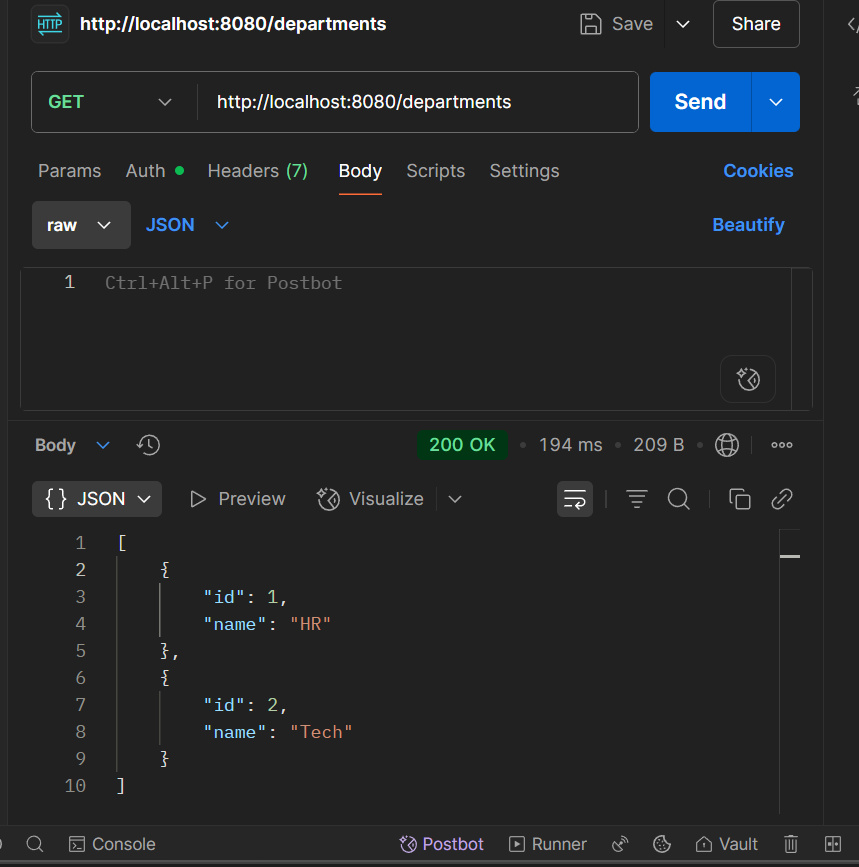 HTTP http://localhost:8080/departments Save Share
GET http://localhost:8080/departments Send
Params Auth Headers (7) Body Scripts Settings Cookies
raw JSON Beautify
1 Ctrl+Alt+P for Postbot
Body 200 OK 194 ms 209 B
{} JSON Preview Visualize
1 [
2 {
3 "id": 1,
4 "name": "HR"
5 },
6 {
7 "id": 2,
8 "name": "Tech"
9 }
10 ]
Console Postbot Runner Vault